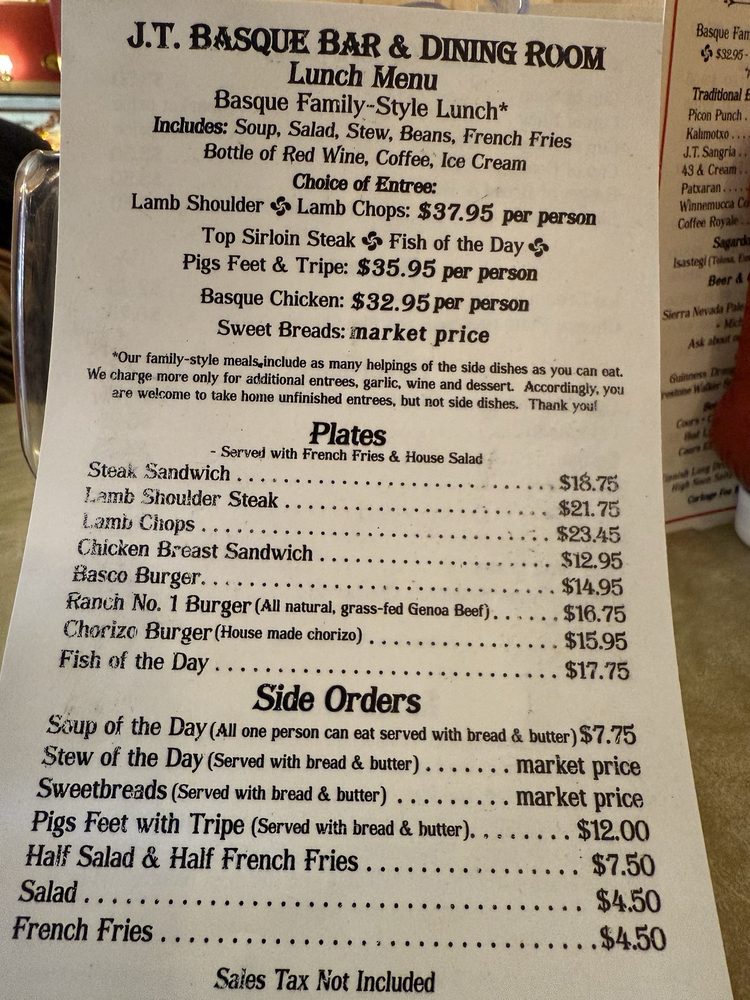 J.T. BASQUE BAR & DINING ROOM
Lunch Menu
Basque Family-Style Lunch*
Includes: Soup, Salad, Stew, Beans, French Fries
Bottle of Red Wine, Coffee, Ice Cream
Choice of Entree:
Lamb Shoulder Lamb Chops: $37.95 per person
Top Sirloin Steak Fish of the Day
Pigs Feet & Tripe: $35.95 per person
Basque Chicken: $32.95 per person
Sweet Breads: market price
*Our family-style meals include as many helpings of the side dishes as you can eat.
We charge more only for additional entrees, garlic, wine and dessert. Accordingly, you
are welcome to take home unfinished entrees, but not side dishes. Thank you!
Plates
- Served with French Fries & House Salad
Steak Sandwich ........ $18.75
Lamb Shoulder Steak ........ $21.75
Lamb Chops ........ $23.45
Chicken Breast Sandwich ........ $12.95
Basco Burger ........ $14.95
Ranch No. 1 Burger (All natural, grass-fed Genoa Beef) ...... $16.75
Chorizo Burger (House made chorizo) ........ $15.95
Fish of the Day ........ $17.75
Side Orders
Soup of the Day (All one person can eat served with bread & butter) $7.75
Stew of the Day (Served with bread & butter) ....... market price
Sweetbreads (Served with bread & butter) ......... market price
Pigs Feet with Tripe (Served with bread & butter) ........ $12.00
Half Salad & Half French Fries ........ $7.50
Salad ........ $4.50
French Fries ........ $4.50
Sales Tax Not Included
Basque Fam
$32.95 -
Traditional
Picon Punch .
Kalimotxo ....
J.T. Sangria ..
43 & Cream ..
Patxaran .....
Winnemucca
Coffee Royale
Isastegi
Beer &
Sierra Nevada Pale
Ask about
Guinness